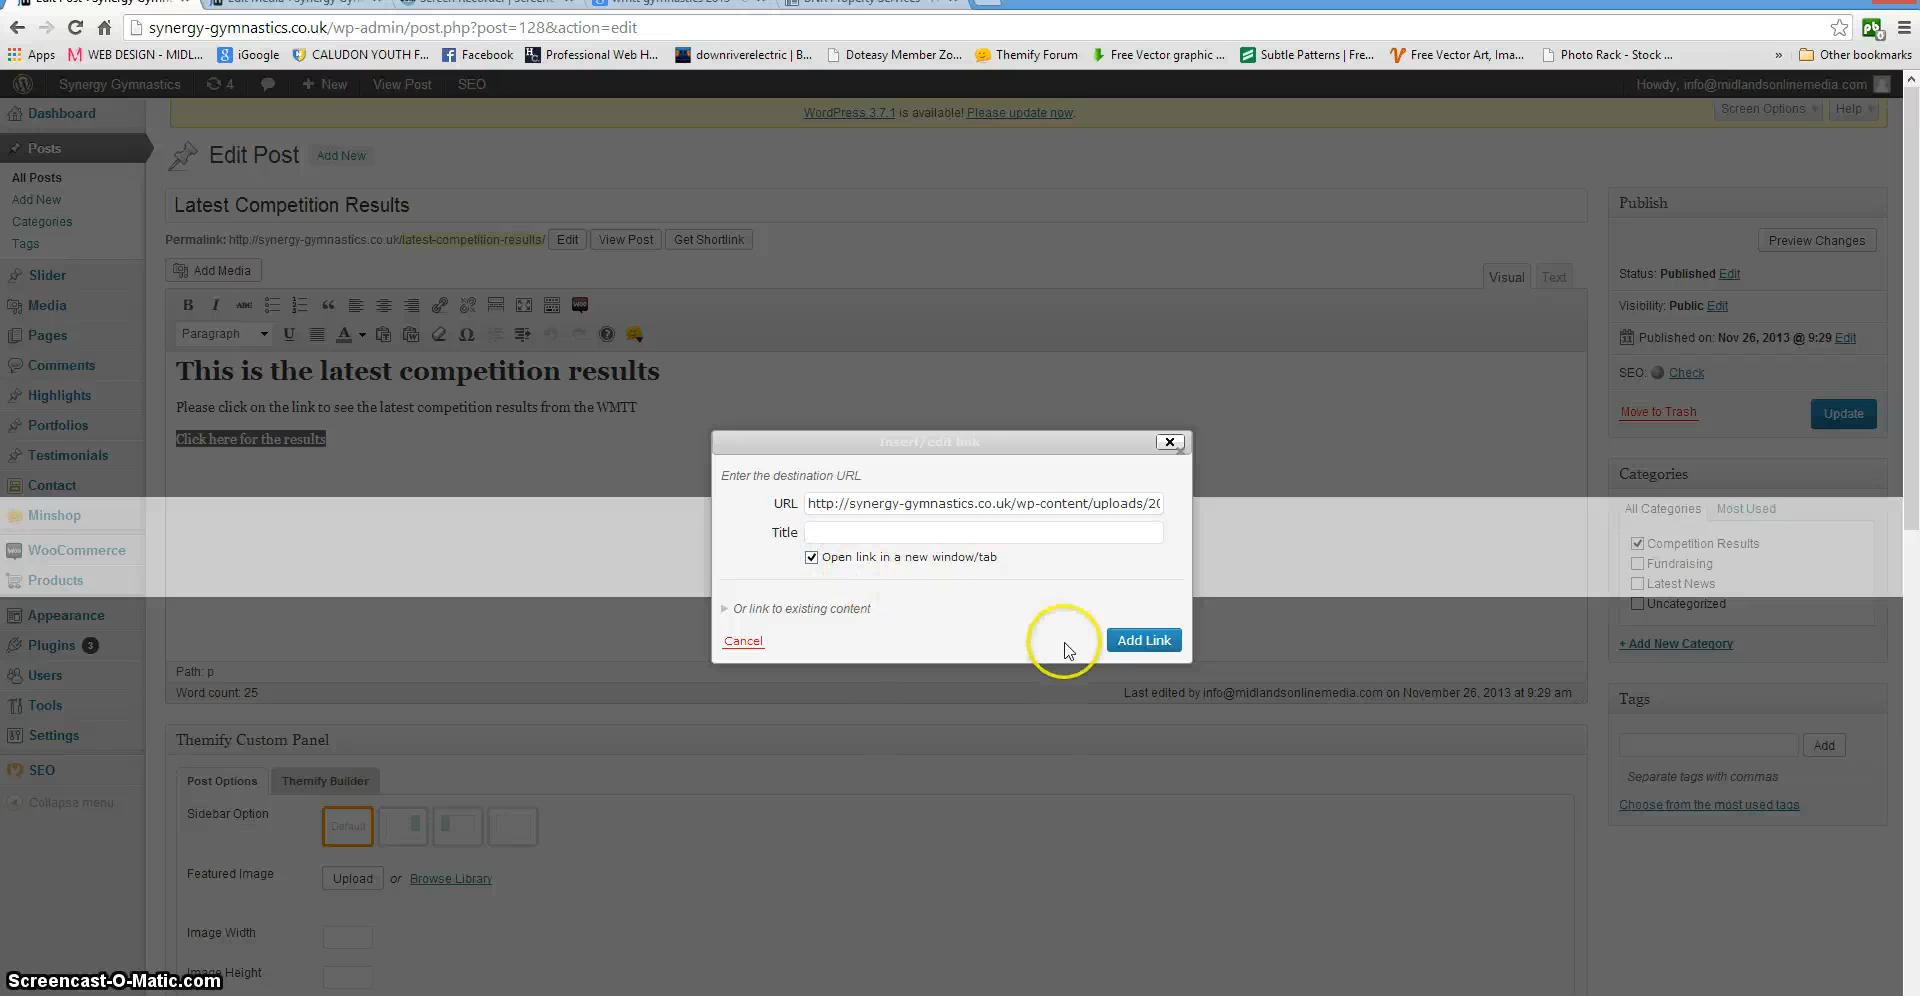 synergy-gymnastics.co.uk/wp-admin/post.php?post=128&action=edit
Apps WEB DESIGN - MIDL... iGoogle CALUDON YOUTH F... Facebook Professional Web H... downriverelectric | B... Doteasy Member Zo... Themify Forum Free Vector graphic ... Subtle Patterns | Free... Free Vector Art, Ima... Photo Rack - Stock ... » Other bookmarks
Synergy Gymnastics 4 + New View Post SEO Howdy, info@midlandsonlinemedia.com
WordPress 3.7.1 is available! Please update now. Screen Options Help
Dashboard
Posts
All Posts
Add New
Categories
Tags
Slider
Media
Pages
Comments
Highlights
Portfolios
Testimonials
Contact
Minshop
WooCommerce
Products
Appearance
Plugins 3
Users
Tools
Settings
SEO
Collapse menu
Edit Post Add New
Latest Competition Results
Permalink: http://synergy-gymnastics.co.uk/latest-competition-results/ Edit View Post Get Shortlink
Add Media
Visual Text
B I ABC
Paragraph U A Ω
This is the latest competition results
Please click on the link to see the latest competition results from the WMTT
Click here for the results
Path: p
Word count: 25 Last edited by info@midlandsonlinemedia.com on November 26, 2013 at 9:29 am
Insert/edit link
Enter the destination URL
URL http://synergy-gymnastics.co.uk/wp-content/uploads/20
Title
Open link in a new window/tab
Or link to existing content
Cancel Add Link
Themify Custom Panel
Post Options Themify Builder
Sidebar Option Default
Featured Image Upload or Browse Library
Image Width
Image Height
Publish
Preview Changes
Status: Published Edit
Visibility: Public Edit
Published on: Nov 26, 2013 @ 9:29 Edit
SEO: Check
Move to Trash Update
Categories
All Categories Most Used
Competition Results
Fundraising
Latest News
Uncategorized
+ Add New Category
Tags
Add
Separate tags with commas
Choose from the most used tags
Screencast-O-Matic.com